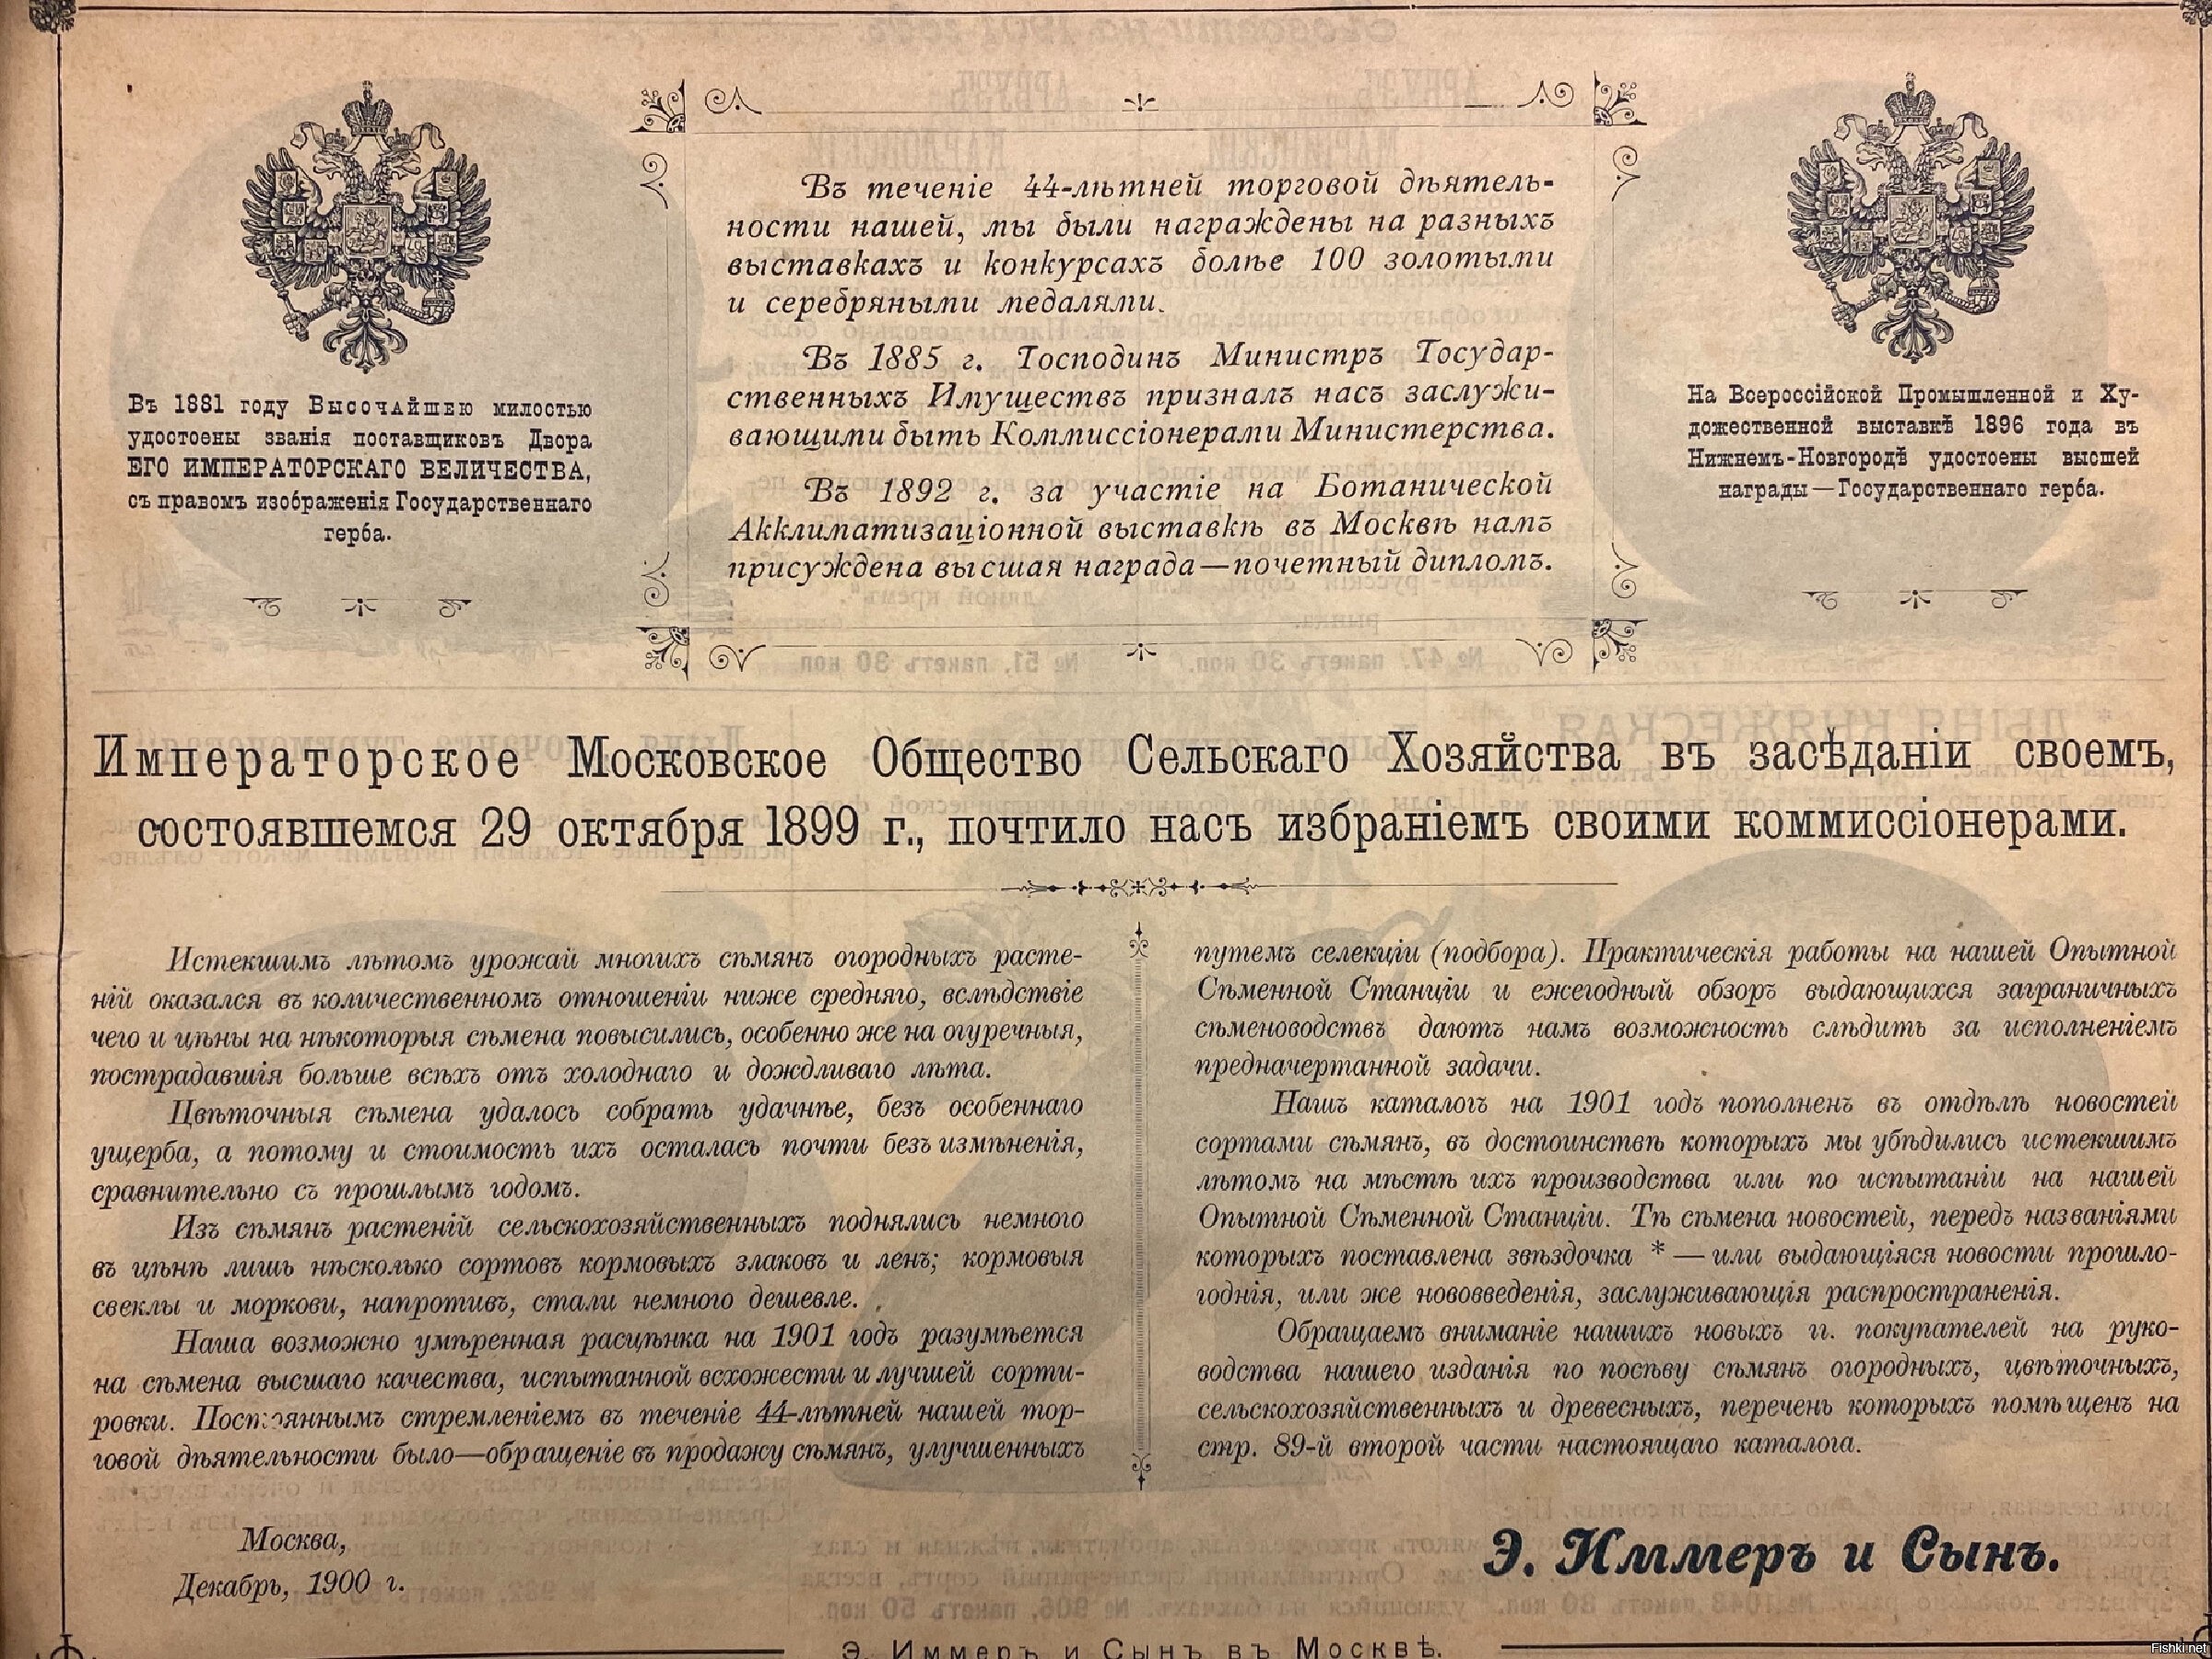 Въ 1881 году Высочайшею милостью
удостоены званія поставщиковъ Двора
ЕГО ИМПЕРАТОРСКАГО ВЕЛИЧЕСТВА,
съ правомъ изображенія Государственнаго
герба.
Въ теченіе 44-лѣтней торговой дѣятель-
ности нашей, мы были награждены на разныхъ
выставкахъ и конкурсахъ болѣе 100 золотыми
и серебряными медалями.
Въ 1885 г. Господинъ Министръ Государ-
ственныхъ Имуществъ призналъ насъ заслужи-
вающими быть Коммиссіонерами Министерства.
Въ 1892 г. за участіе на Ботанической
Акклиматизаціонной выставкѣ въ Москвѣ намъ
присуждена высшая награда—почетный дипломъ.
На Всероссійской Промышленной и Ху-
дожественной выставкѣ 1896 года въ
Нижнемъ-Новгородѣ удостоены высшей
награды—Государственнаго герба.
Императорское Московское Общество Сельскаго Хозяйства въ засѣданіи своемъ,
состоявшемся 29 октября 1899 г., почтило насъ избраніемъ своими коммиссіонерами.
Истекшимъ лѣтомъ урожай многихъ сѣмянъ огородныхъ расте-
ній оказался въ количественномъ отношеніи ниже средняго, вслѣдствіе
чего и цѣны на нѣкоторыя сѣмена повысились, особенно же на огуречныя,
пострадавшія больше всѣхъ отъ холоднаго и дождливаго лѣта.
Цвѣточныя сѣмена удалось собрать удачнѣе, безъ особеннаго
ущерба, а потому и стоимость ихъ осталась почти безъ измѣненія,
сравнительно съ прошлымъ годомъ.
Изъ сѣмянъ растеній сельскохозяйственныхъ поднялись немного
въ цѣнѣ лишь нѣсколько сортовъ кормовыхъ злаковъ и ленъ; кормовыя
свеклы и моркови, напротивъ, стали немного дешевле.
Наша возможно умѣренная расцѣнка на 1901 годъ разумѣется
на сѣмена высшаго качества, испытанной всхожести и лучшей сорти-
ровки. Постояннымъ стремленіемъ въ теченіе 44-лѣтней нашей тор-
говой дѣятельности было—обращеніе въ продажу сѣмянъ, улучшенныхъ
путемъ селекціи (подбора). Практическія работы на нашей Опытной
Сѣменной Станціи и ежегодный обзоръ выдающихся заграничныхъ
сѣменоводствъ даютъ намъ возможность слѣдить за исполненіемъ
предначертанной задачи.
Нашъ каталогъ на 1901 годъ пополненъ въ отдѣлѣ новостей
сортами сѣмянъ, въ достоинствѣ которыхъ мы убѣдились истекшимъ
лѣтомъ на мѣстѣ ихъ производства или по испытаніи на нашей
Опытной Сѣменной Станціи. Тѣ сѣмена новостей, передъ названіями
которыхъ поставлена звѣздочка * — или выдающіяся новости прошло-
годнія, или же нововведенія, заслуживающія распространенія.
Обращаемъ вниманіе нашихъ новыхъ гг. покупателей на руко-
водства нашего изданія по посѣву сѣмянъ огородныхъ, цвѣточныхъ,
сельскохозяйственныхъ и древесныхъ, перечень которыхъ помѣщенъ на
стр. 89-й второй части настоящаго каталога.
Москва,
Декабрь, 1900 г.
Э. Иммеръ и Сынъ.
Э. Иммеръ и Сынъ въ Москвѣ.
Fishki.net